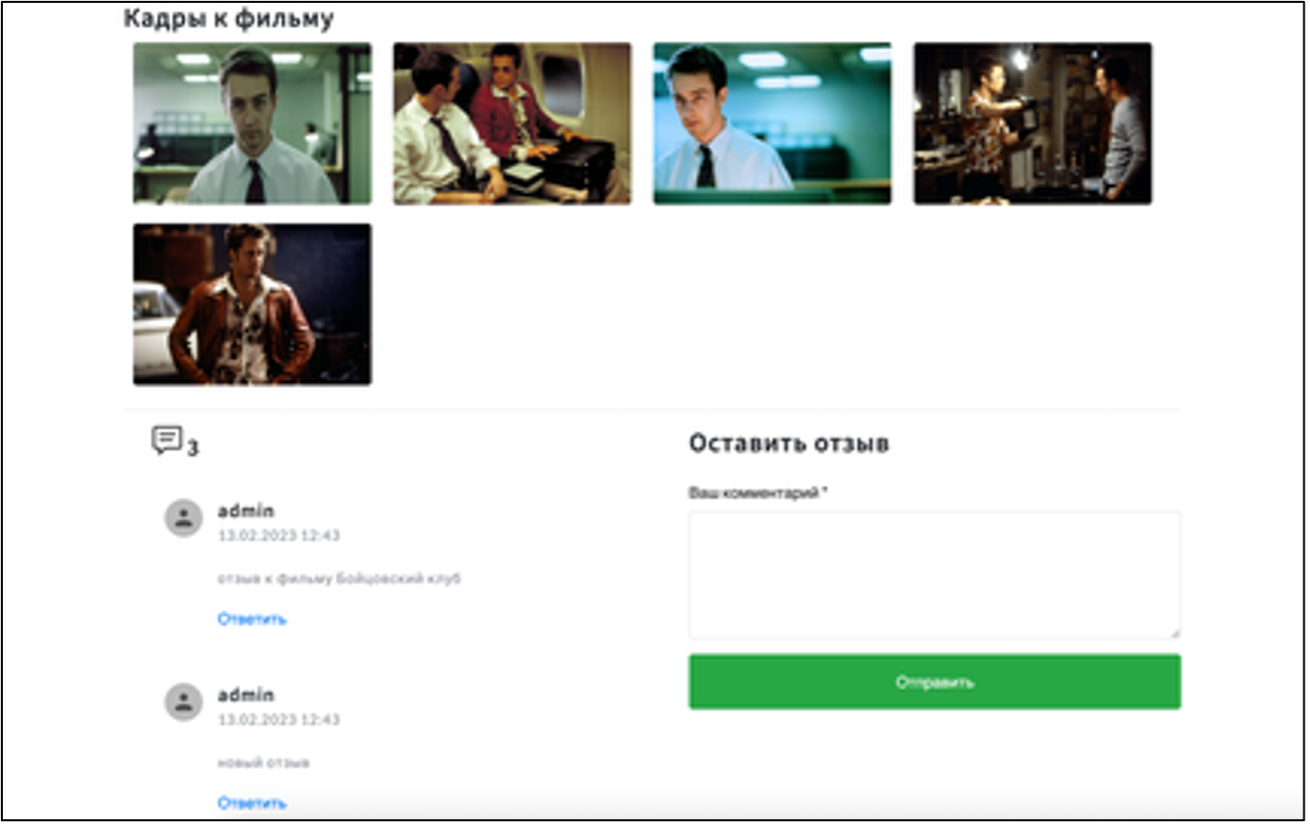 Кадры к фильму
3
admin
13.02.2023 12:43
отзыв к фильму Бойцовский клуб
Ответить
admin
13.02.2023 12:43
новый отзыв
Ответить
Оставить отзыв
Ваш комментарий *
Отправить